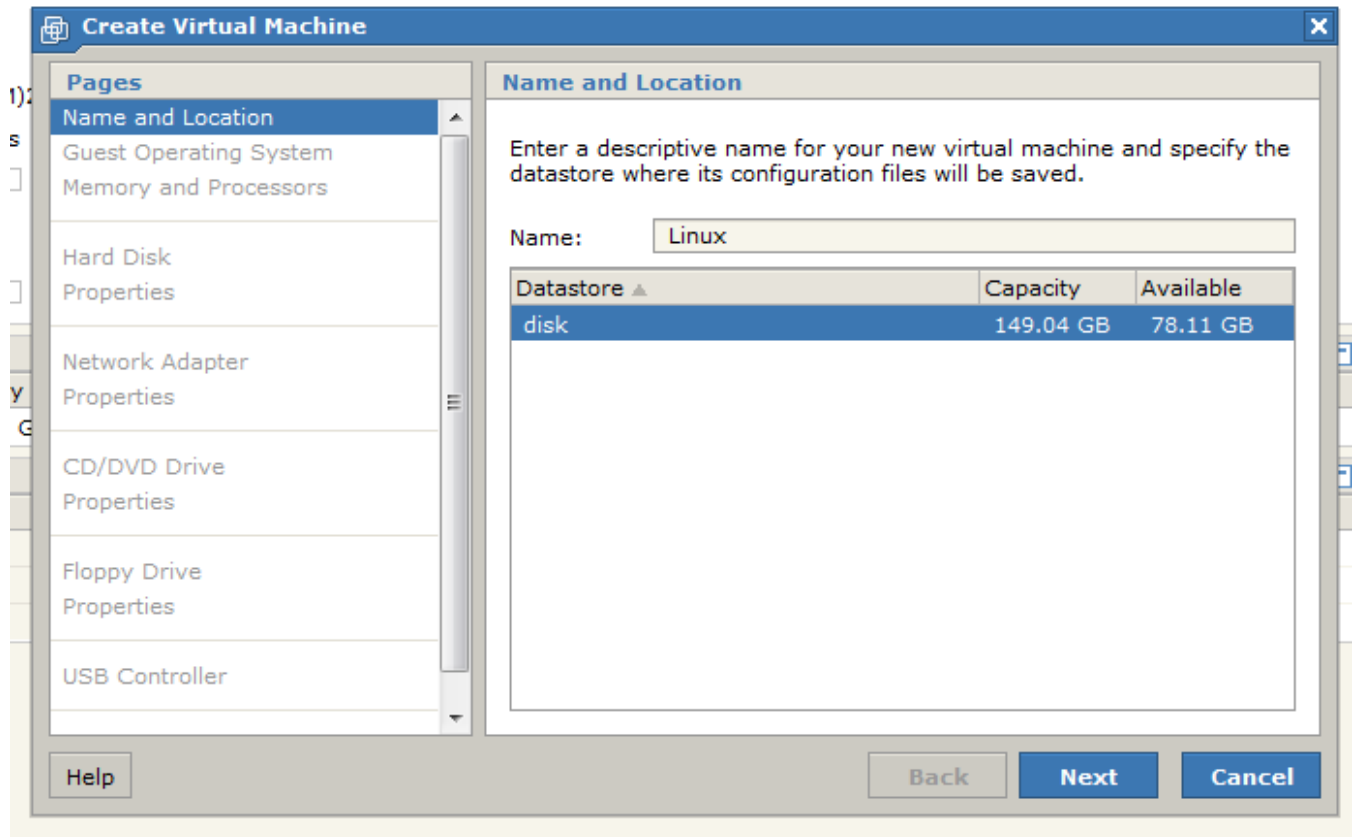 Create Virtual Machine
Pages
Name and Location
Guest Operating System
Memory and Processors
Hard Disk
Properties
Network Adapter
Properties
CD/DVD Drive
Properties
Floppy Drive
Properties
USB Controller
Name and Location
Enter a descriptive name for your new virtual machine and specify the
datastore where its configuration files will be saved.
Name: Linux
Datastore Capacity Available
disk 149.04 GB 78.11 GB
Help Back Next Cancel